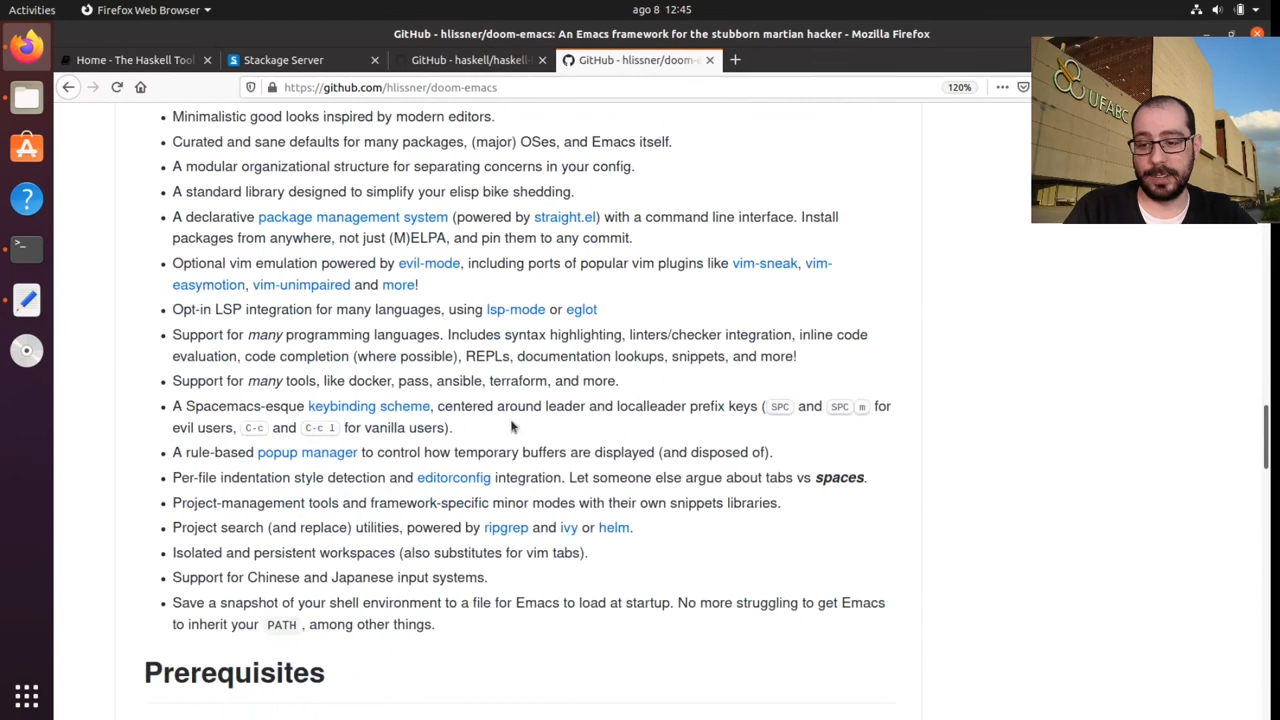 Activities
Firefox Web Browser
ago 8 12:45
GitHub - hlissner/doom-emacs: An Emacs framework for the stubborn martian hacker - Mozilla Firefox
Home - The Haskell Tool
Stackage Server
GitHub - haskell/haskell-
GitHub - hlissner/doom-e
https://github.com/hlissner/doom-emacs
120%
UFABC
• Minimalistic good looks inspired by modern editors.
• Curated and sane defaults for many packages, (major) OSes, and Emacs itself.
• A modular organizational structure for separating concerns in your config.
• A standard library designed to simplify your elisp bike shedding.
• A declarative package management system (powered by straight.el) with a command line interface. Install
packages from anywhere, not just (M)ELPA, and pin them to any commit.
• Optional vim emulation powered by evil-mode, including ports of popular vim plugins like vim-sneak, vim-
easymotion, vim-unimpaired and more!
• Opt-in LSP integration for many languages, using lsp-mode or eglot
• Support for many programming languages. Includes syntax highlighting, linters/checker integration, inline code
evaluation, code completion (where possible), REPLs, documentation lookups, snippets, and more!
• Support for many tools, like docker, pass, ansible, terraform, and more.
• A Spacemacs-esque keybinding scheme, centered around leader and localleader prefix keys ( SPC and SPC m for
evil users, C-c and C-c l for vanilla users).
• A rule-based popup manager to control how temporary buffers are displayed (and disposed of).
• Per-file indentation style detection and editorconfig integration. Let someone else argue about tabs vs spaces.
• Project-management tools and framework-specific minor modes with their own snippets libraries.
• Project search (and replace) utilities, powered by ripgrep and ivy or helm.
• Isolated and persistent workspaces (also substitutes for vim tabs).
• Support for Chinese and Japanese input systems.
• Save a snapshot of your shell environment to a file for Emacs to load at startup. No more struggling to get Emacs
to inherit your PATH , among other things.
Prerequisites